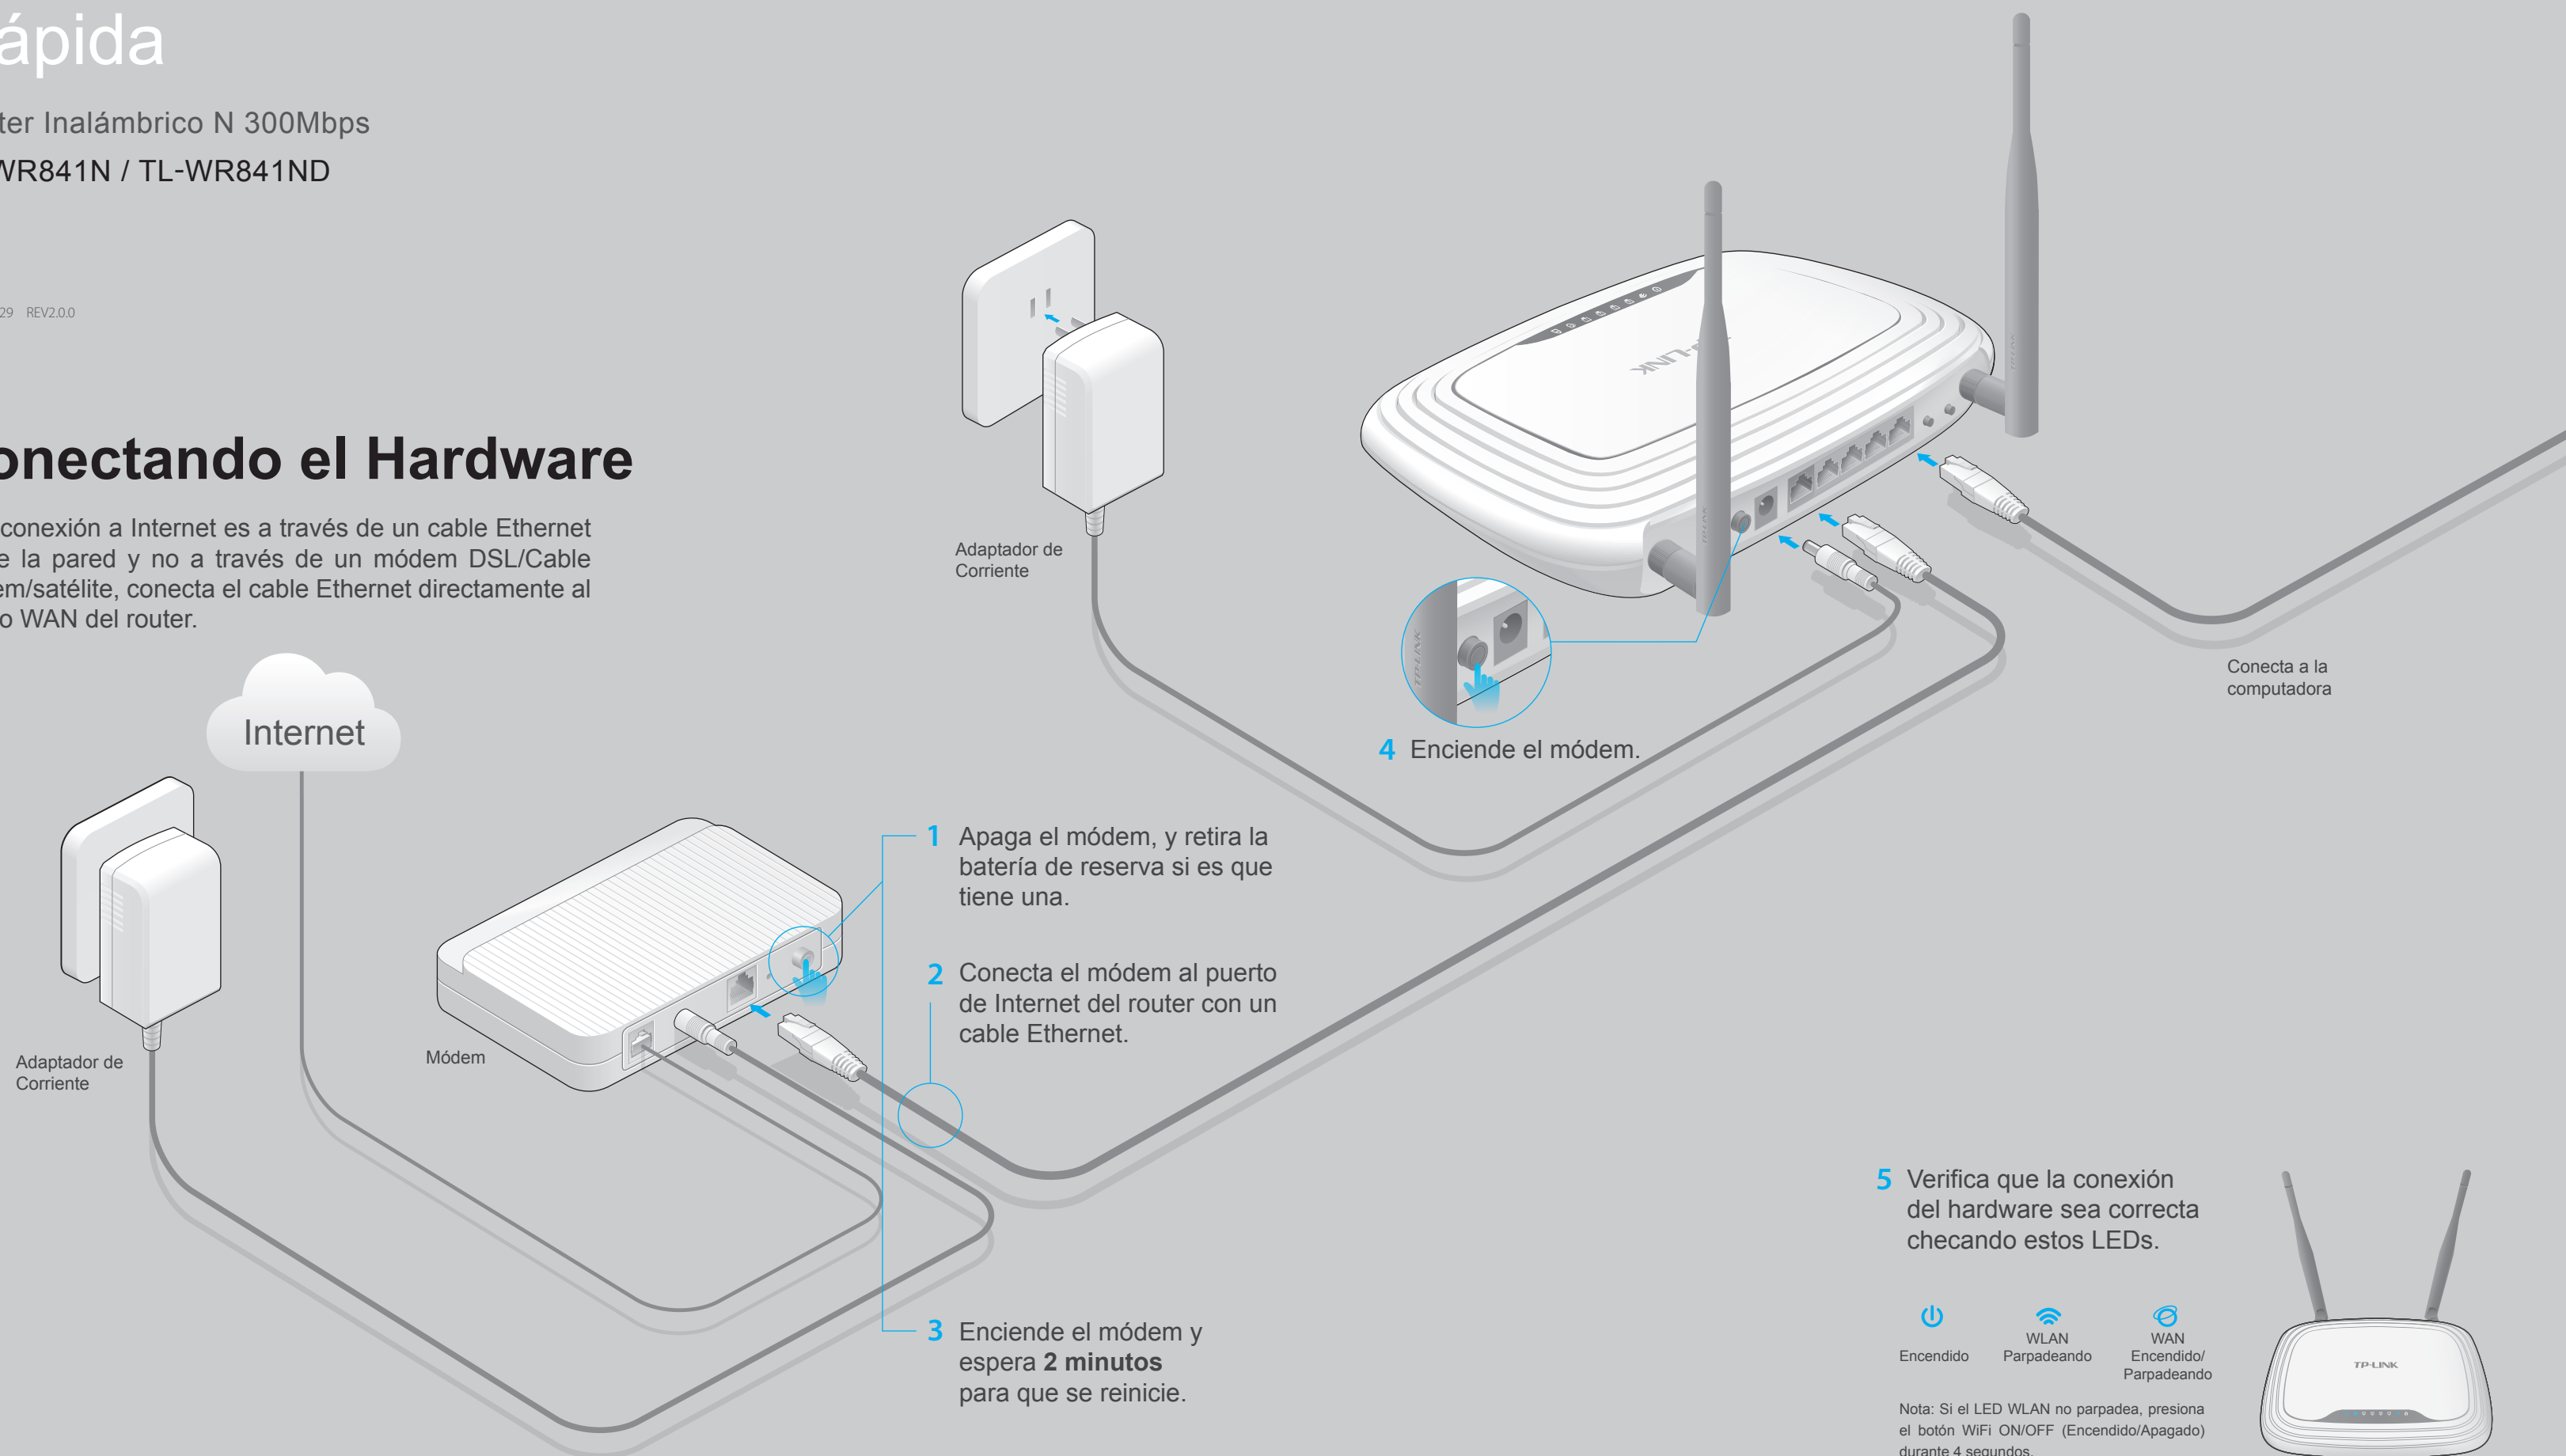 ápida
ter Inalámbrico N 300Mbps
WR841N / TL-WR841ND
29 REV2.0.0
onectando el Hardware
conexión a Internet es a través de un cable Ethernet
e la pared y no a través de un módem DSL/Cable
em/satélite, conecta el cable Ethernet directamente al
o WAN del router.
Internet
Adaptador de
Corriente
Módem
Adaptador de
Corriente
TP-LINK
4 Enciende el módem.
Conecta a la
computadora
1 Apaga el módem, y retira la
batería de reserva si es que
tiene una.
2 Conecta el módem al puerto
de Internet del router con un
cable Ethernet.
3 Enciende el módem y
espera 2 minutos
para que se reinicie.
5 Verifica que la conexión
del hardware sea correcta
checando estos LEDs.
Encendido
WLAN
Parpadeando
WAN
Encendido/
Parpadeando
Nota: Si el LED WLAN no parpadea, presiona
el botón WiFi ON/OFF (Encendido/Apagado)
durante 4 segundos.
TP-LINK